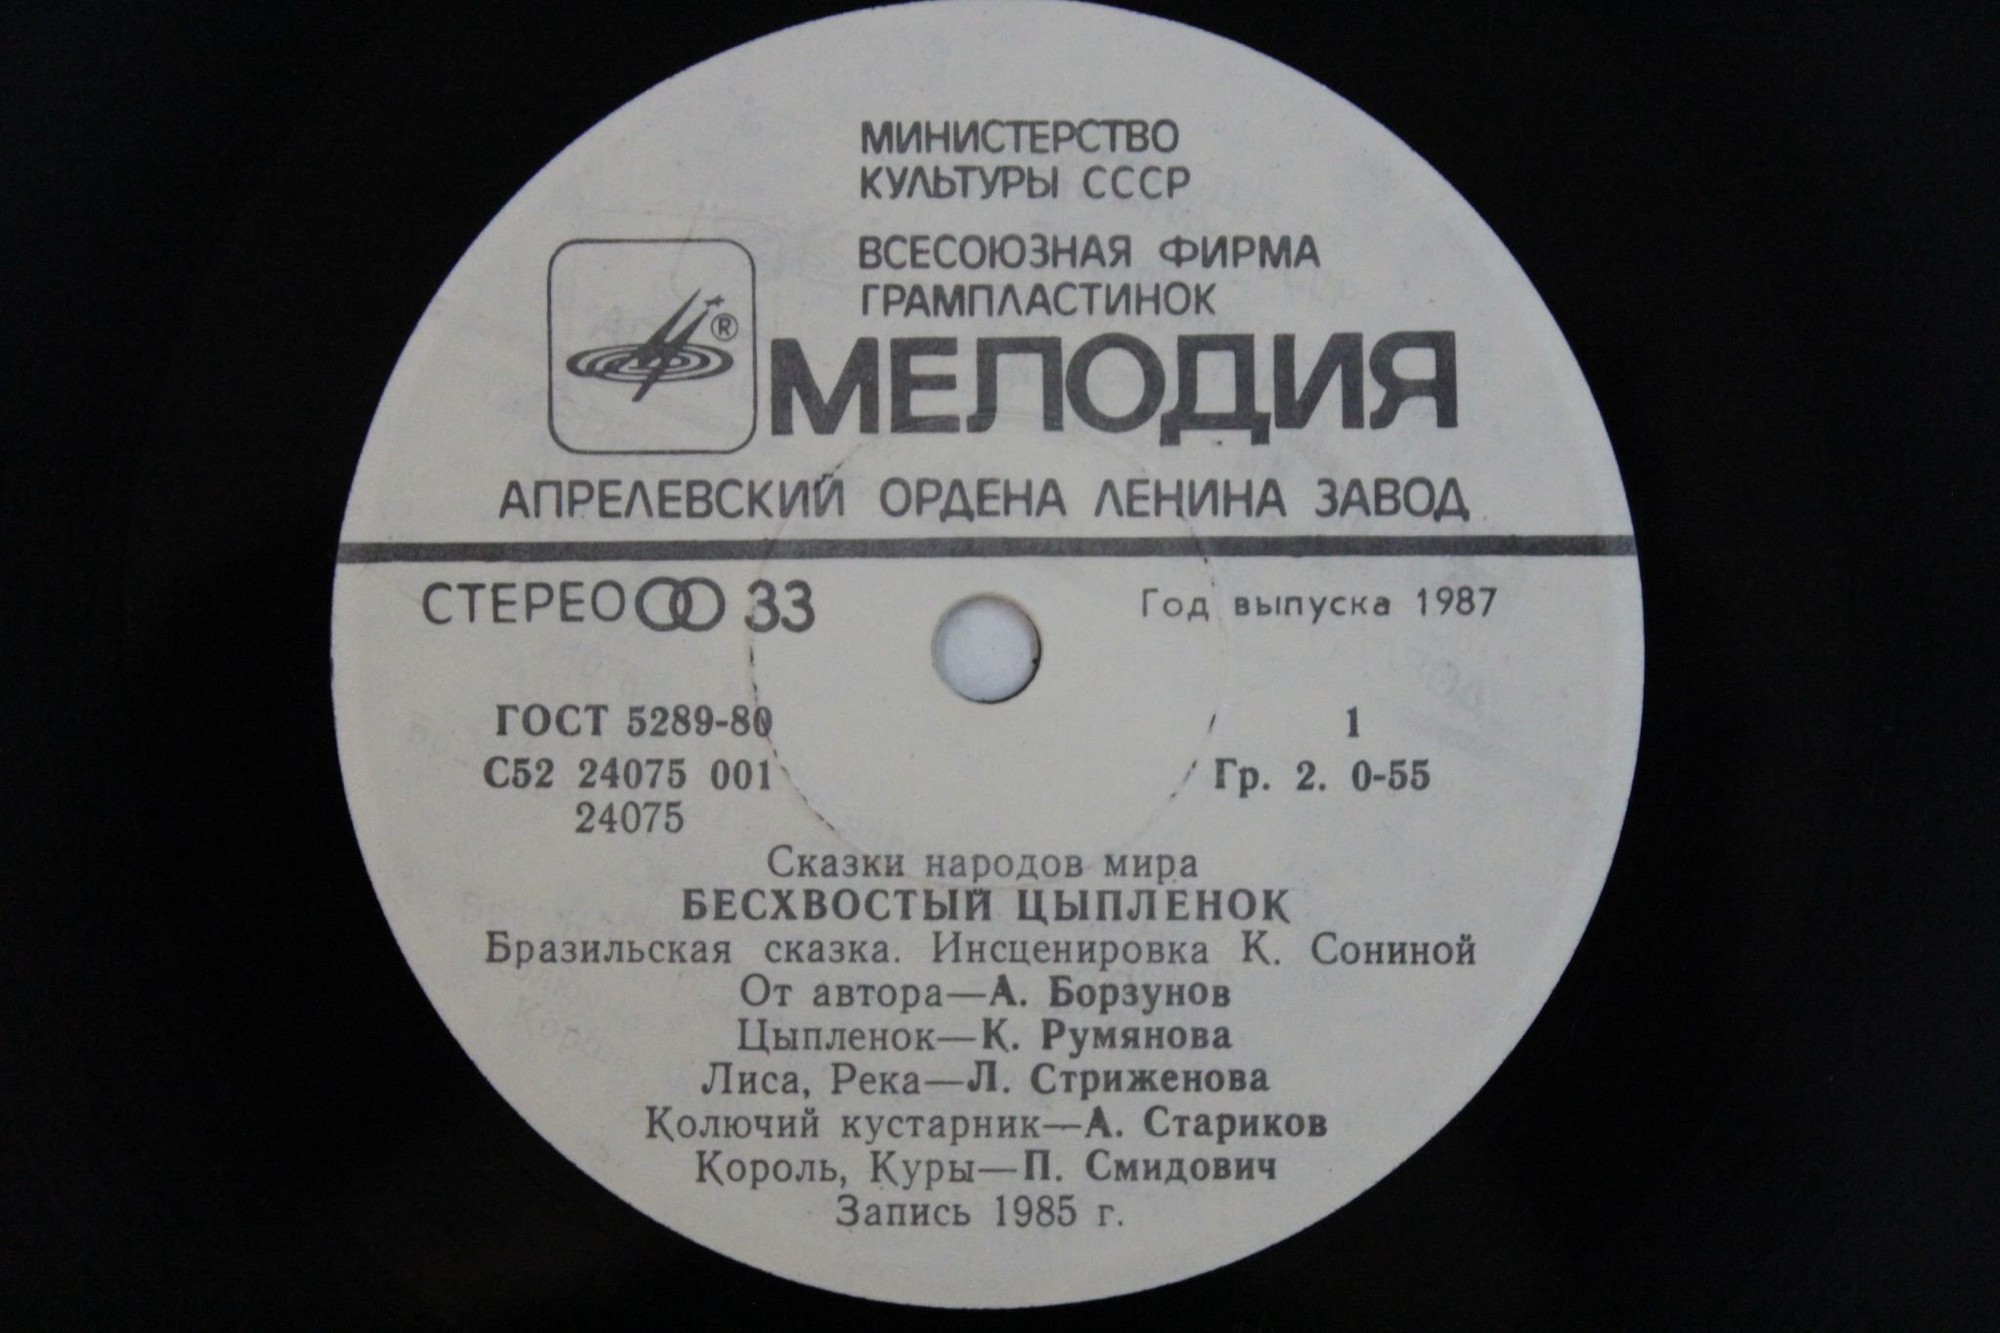 МИНИСТЕРСТВО
КУЛЬТУРЫ СССР
ВСЕСОЮЗНАЯ ФИРМА
ГРАМПЛАСТИНОК
®
МЕЛОДИЯ
АПРЕЛЕВСКИЙ ОРДЕНА ЛЕНИНА ЗАВОД
СТЕРЕО 33
Год выпуска 1987
ГОСТ 5289-80
1
С52 24075 001
Гр. 2. 0-55
24075
Сказки народов мира
БЕСХВОСТЫЙ ЦЫПЛЕНОК
Бразильская сказка. Инсценировка К. Сониной
От автора—А. Борзунов
Цыпленок—К. Румянова
Лиса, Река—Л. Стриженова
Колючий кустарник—А. Стариков
Король, Куры—П. Смидович
Запись 1985 г.